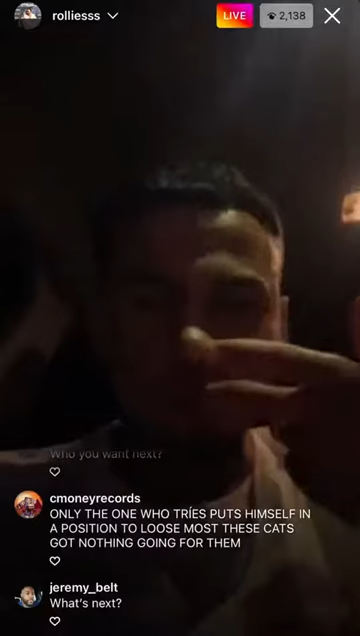 rolliesss
LIVE
2,138
Who you want next?
cmoneyrecords
ONLY THE ONE WHO TRÍES PUTS HIMSELF IN
A POSITION TO LOOSE MOST THESE CATS
GOT NOTHING GOING FOR THEM
jeremy_belt
What's next?